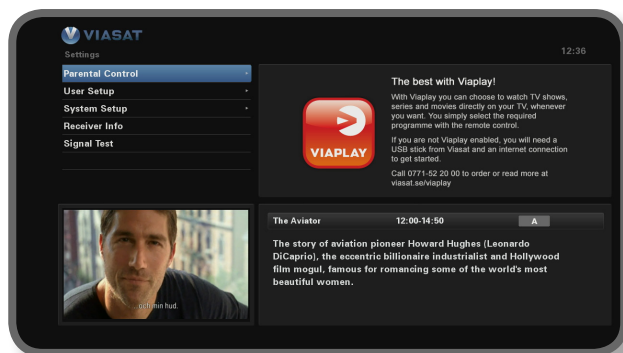 VIASAT
Settings
12:36
Parental Control
User Setup
System Setup
Receiver Info
Signal Test
VIAPLAY
The best with Viaplay!
With Viaplay you can choose to watch TV shows,
series and movies directly on your TV, whenever
you want. You simply select the required
programme with the remote control.
If you are not Viaplay enabled, you will need a
USB stick from Viasat and an internet connection
to get started.
Call 0771-52 20 00 to order or read more at
viasat.se/viaplay
...och min hud.
The Aviator 12:00-14:50 A
The story of aviation pioneer Howard Hughes (Leonardo
DiCaprio), the eccentric billionaire industrialist and Hollywood
film mogul, famous for romancing some of the world's most
beautiful women.